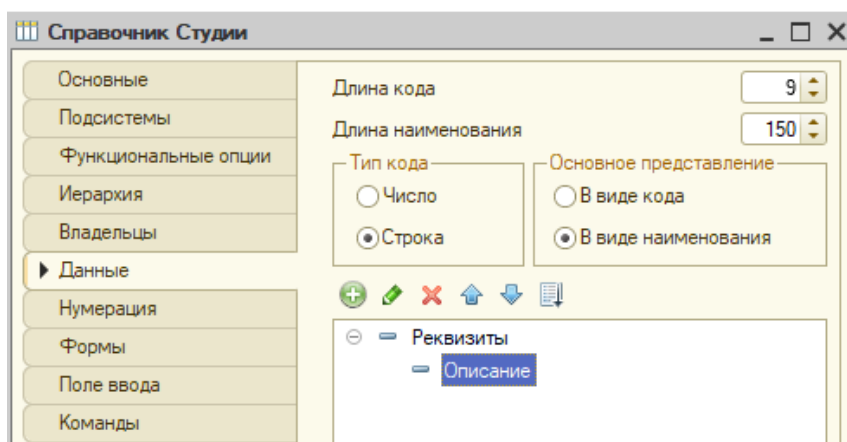 Справочник Студии
Основные
Подсистемы
Функциональные опции
Иерархия
Владельцы
Данные
Нумерация
Формы
Поле ввода
Команды
Длина кода 9
Длина наименования 150
Тип кода
Число
Строка
Основное представление
В виде кода
В виде наименования
Реквизиты
Описание